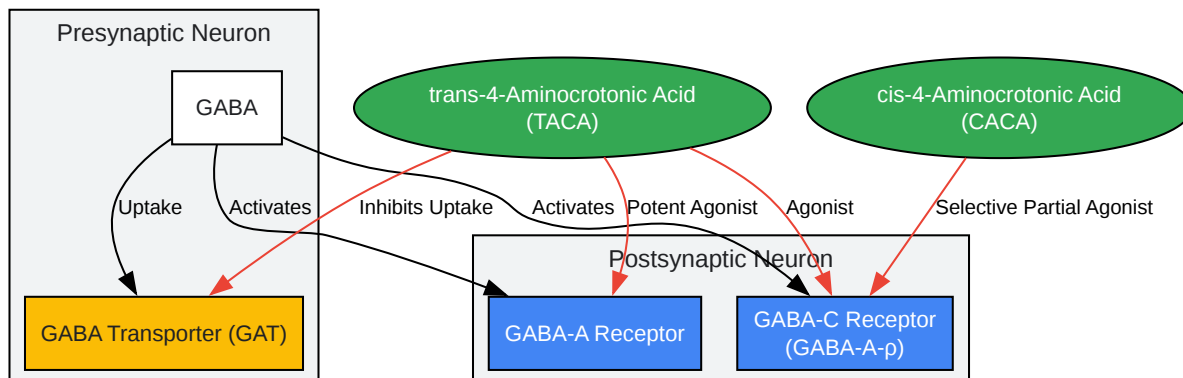 Presynaptic Neuron
GABA
trans-4-Aminocrotonic Acid
(TACA)
cis-4-Aminocrotonic Acid
(CACA)
Uptake
Activates
Inhibits Uptake
Activates
Potent Agonist
Agonist
Selective Partial Agonist
Postsynaptic Neuron
GABA Transporter (GAT)
GABA-A Receptor
GABA-C Receptor
(GABA-A-ρ)